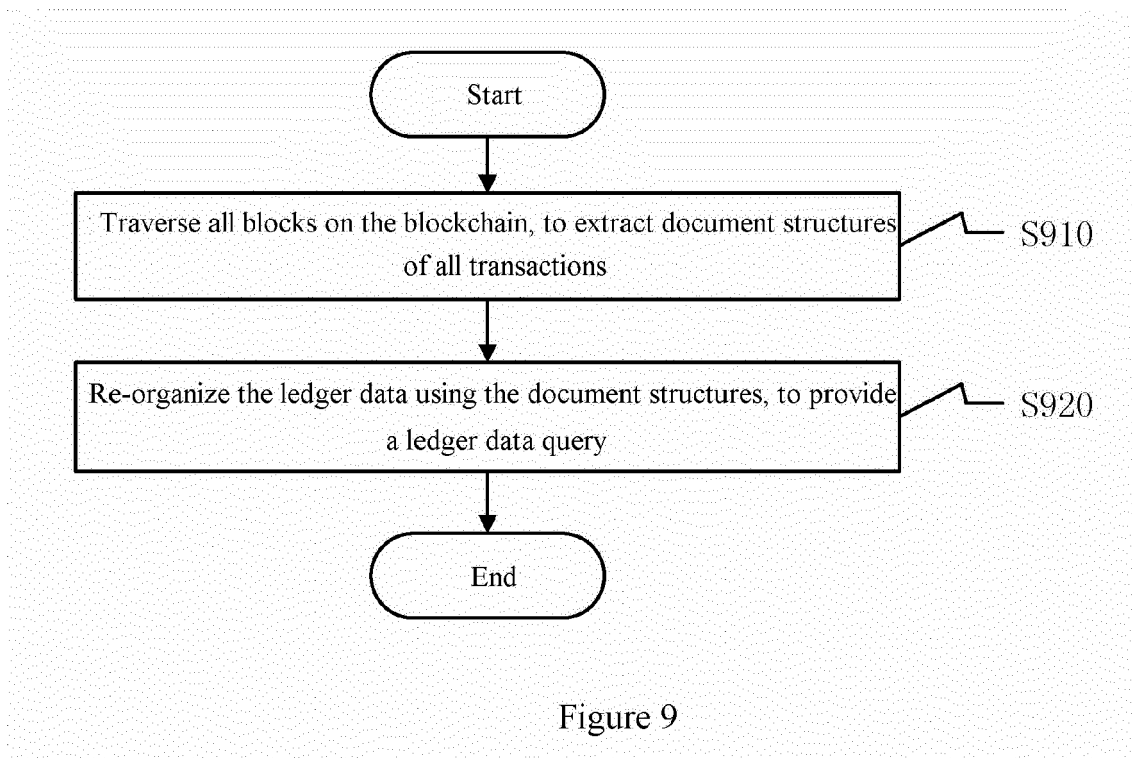 Start
Traverse all blocks on the blockchain, to extract document structures
of all transactions
S910
Re-organize the ledger data using the document structures, to provide
a ledger data query
S920
End
Figure 9